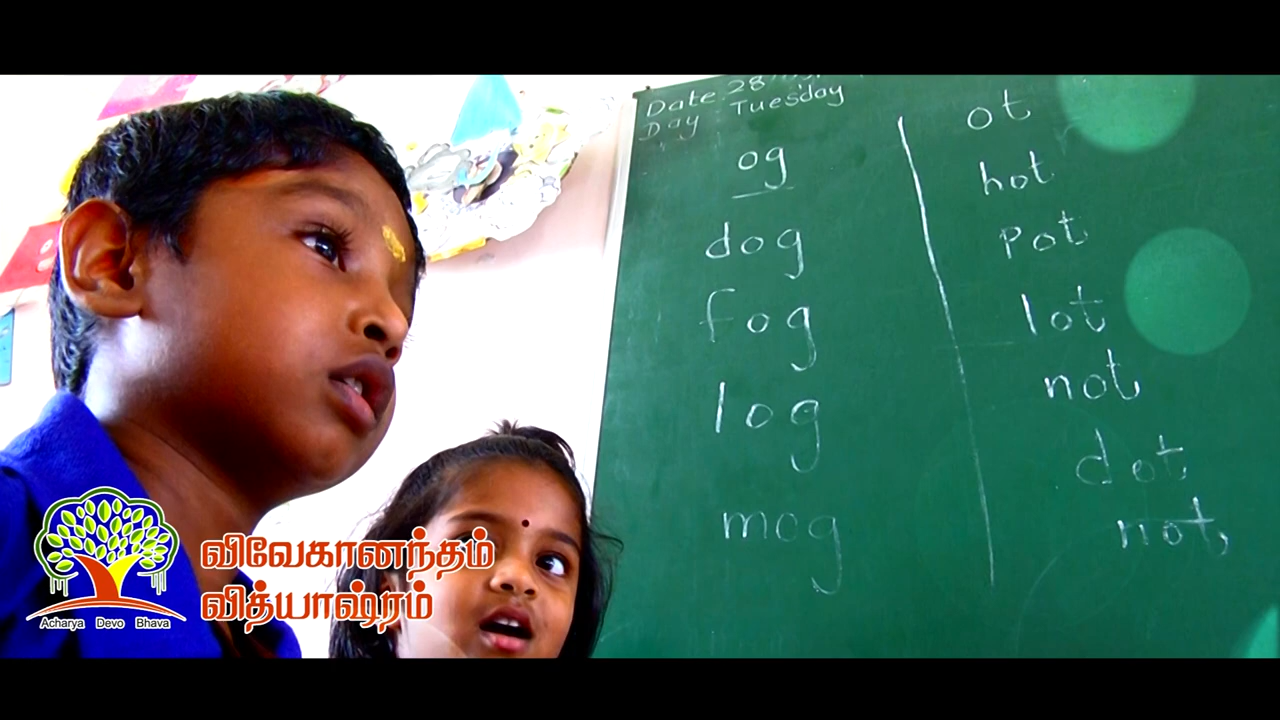 Date 28
Day - Tuesday
og
dog
fog
log
mog
ot
hot
pot
lot
not
dot
not
விவேகானந்தம்
வித்யாஷ்ரம்
Acharya Devo Bhava